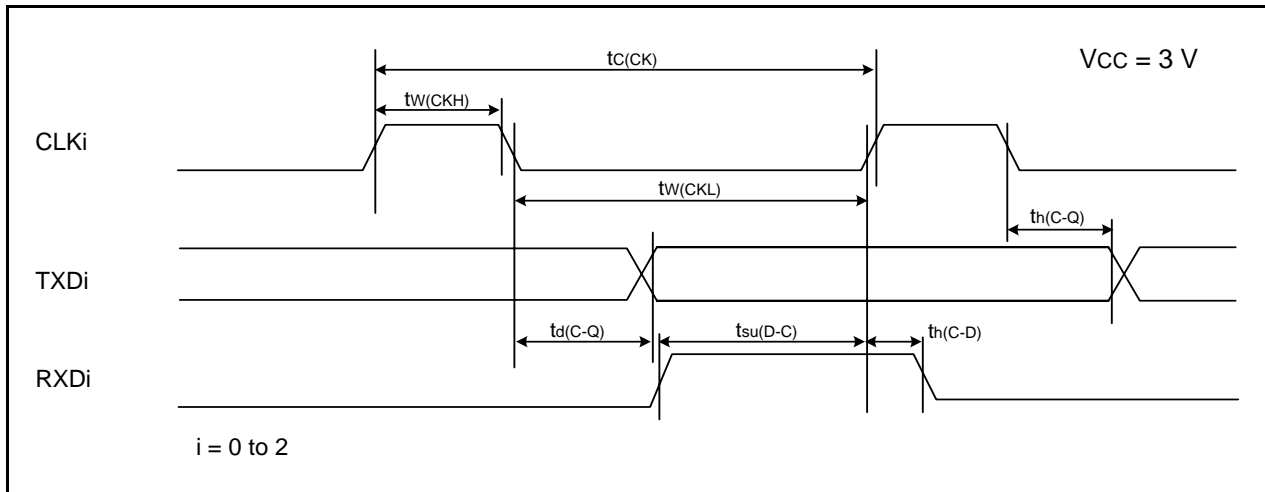 tC(CK)
VCC = 3 V
tW(CKH)
CLKi
tW(CKL)
th(C-Q)
TXDi
td(C-Q)
tsu(D-C)
th(C-D)
RXDi
i = 0 to 2